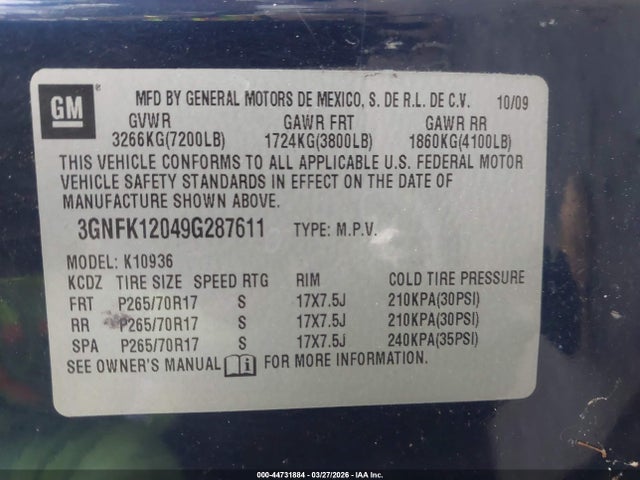 GM
MFD BY GENERAL MOTORS DE MEXICO, S. DE R.L. DE C.V. 10/09
GVWR GAWR FRT GAWR RR
3266KG(7200LB) 1724KG(3800LB) 1860KG(4100LB)
THIS VEHICLE CONFORMS TO ALL APPLICABLE U.S. FEDERAL MOTOR
VEHICLE SAFETY STANDARDS IN EFFECT ON THE DATE OF
MANUFACTURE SHOWN ABOVE.
3GNFK12049G287611 TYPE: M.P.V.
MODEL: K10936
KCDZ TIRE SIZE SPEED RTG RIM COLD TIRE PRESSURE
FRT P265/70R17 S 17X7.5J 210KPA(30PSI)
RR P265/70R17 S 17X7.5J 210KPA(30PSI)
SPA P265/70R17 S 17X7.5J 240KPA(35PSI)
SEE OWNER'S MANUAL i FOR MORE INFORMATION.
000-44731884 | 03/27/2026 | IAA Inc.